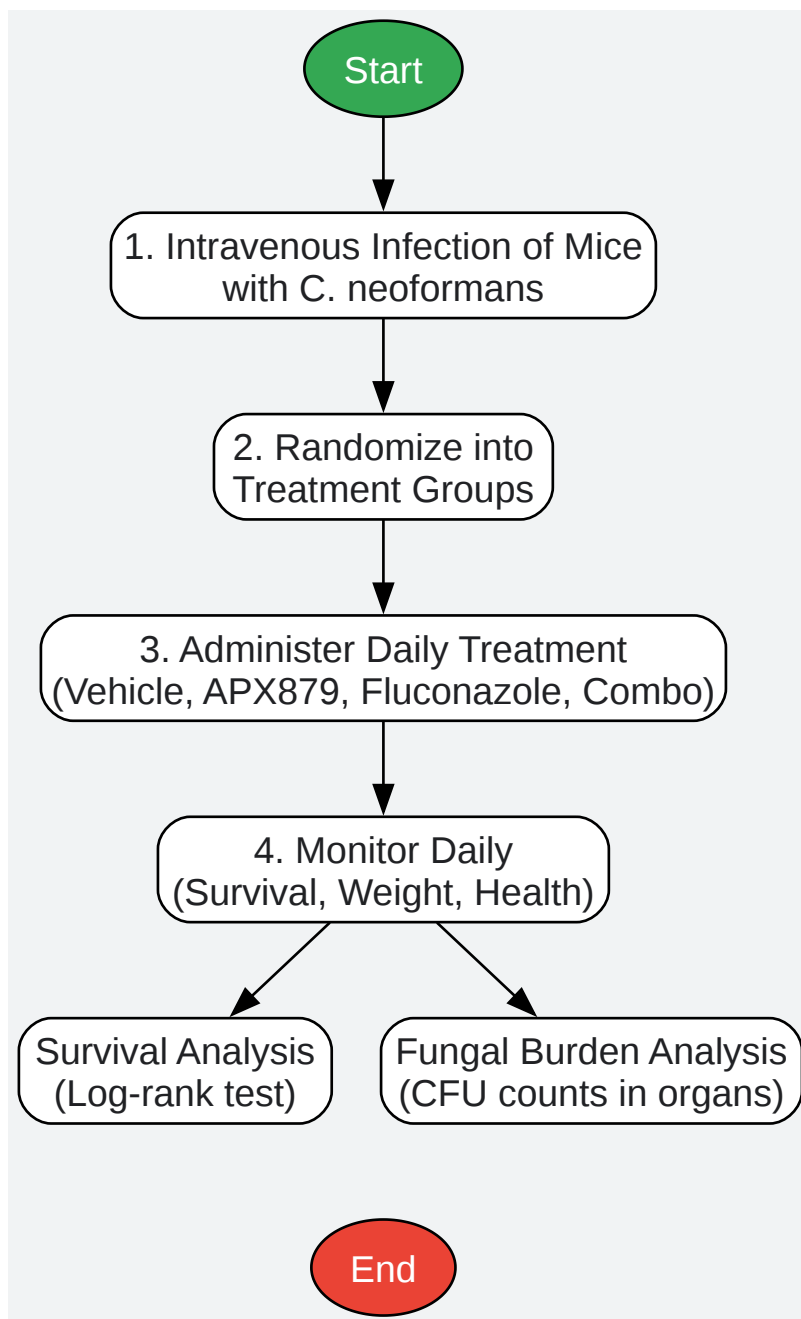 Start
1. Intravenous Infection of Mice
with C. neoformans
2. Randomize into
Treatment Groups
3. Administer Daily Treatment
(Vehicle, APX879, Fluconazole, Combo)
4. Monitor Daily
(Survival, Weight, Health)
Survival Analysis
(Log-rank test)
Fungal Burden Analysis
(CFU counts in organs)
End